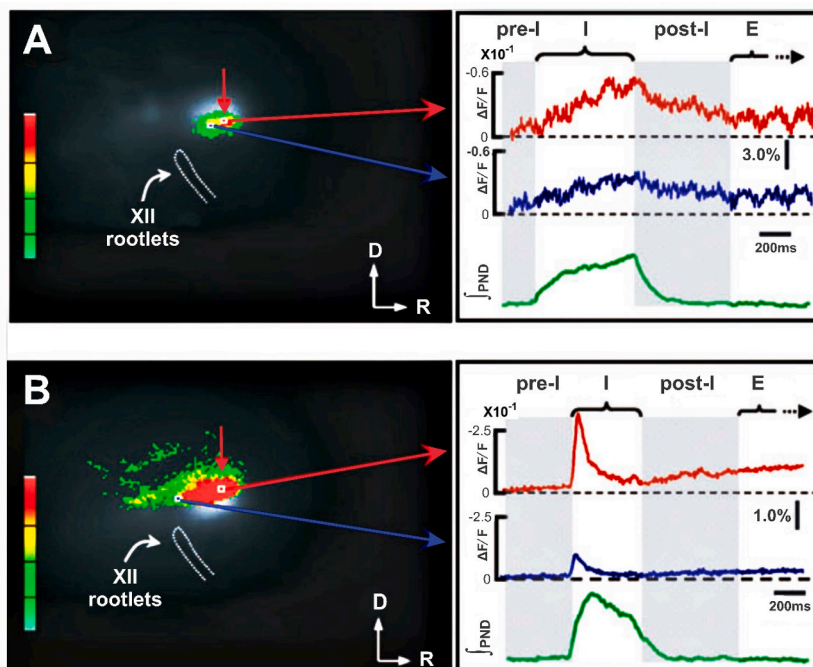 A
XII
rootlets
D
R
pre-I I post-I E
X10⁻¹
-0.6
ΔF/F
0
3.0%
-0.6
ΔF/F
0
200ms
∫PND
B
XII
rootlets
D
R
pre-I I post-I E
X10⁻¹
-2.5
ΔF/F
0
1.0%
-2.5
ΔF/F
0
200ms
∫PND